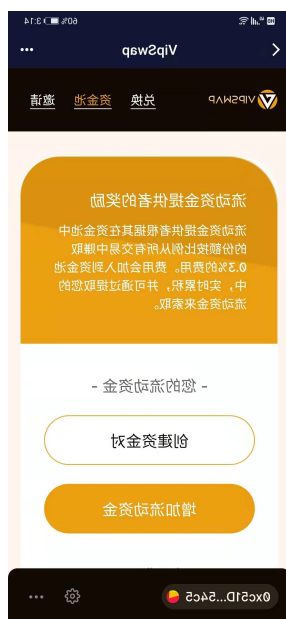 60% 3:14
VipSwap
VIPSWAP 兑换 资金池 邀请
流动资金提供者的奖励
流动资金提供者根据其在资金池中
的份额按比例从所有交易中赚取
0.3%的费用。费用会加入到资金池
中，实时累积，并可通过提取您的
流动资金来索取。
- 您的流动资金 -
创建资金对
增加流动资金
0xc51D...54c5